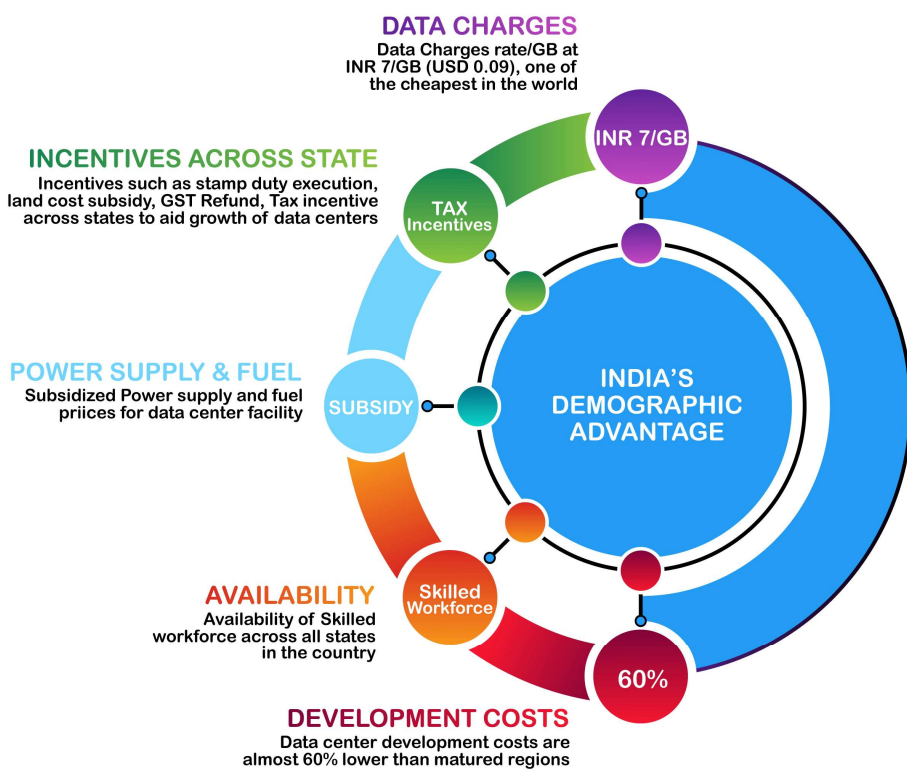 DATA CHARGES
Data Charges rate/GB at
INR 7/GB (USD 0.09), one of
the cheapest in the world
INR 7/GB
INCENTIVES ACROSS STATE
Incentives such as stamp duty execution,
land cost subsidy, GST Refund, Tax incentive
across states to aid growth of data centers
TAX
Incentives
POWER SUPPLY & FUEL
Subsidized Power supply and fuel
priices for data center facility
SUBSIDY
INDIA'S
DEMOGRAPHIC
ADVANTAGE
AVAILABILITY
Availability of Skilled
workforce across all states
in the country
Skilled
Workforce
DEVELOPMENT COSTS
Data center development costs are
almost 60% lower than matured regions
60%